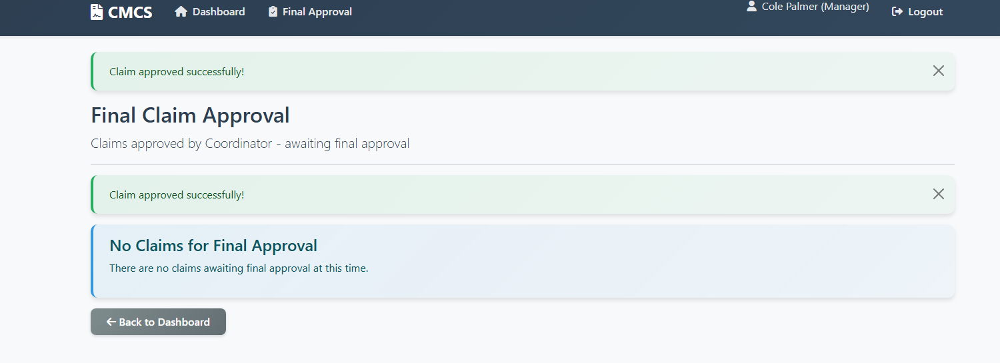 CMCS Dashboard Final Approval Cole Palmer (Manager) Logout
Claim approved successfully!
Final Claim Approval
Claims approved by Coordinator - awaiting final approval
Claim approved successfully!
No Claims for Final Approval
There are no claims awaiting final approval at this time.
Back to Dashboard